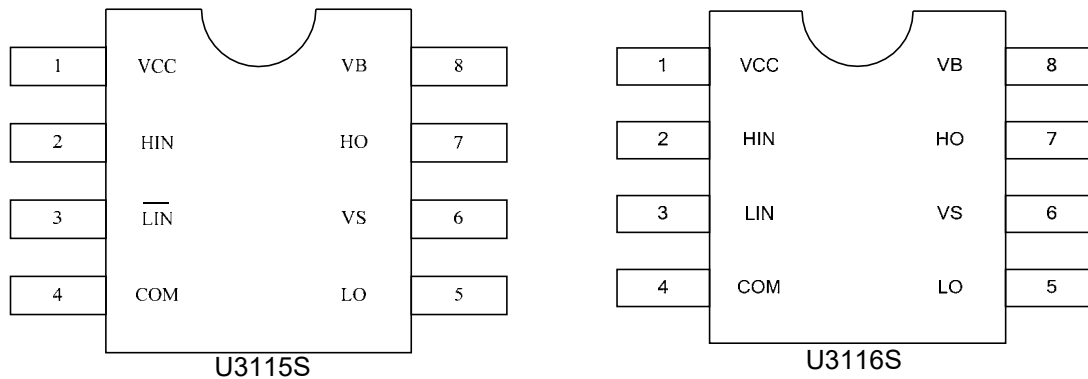 1 VCC VB 8
2 HIN HO 7
3 L̅I̅N̅ VS 6
4 COM LO 5
U3115S
1 VCC VB 8
2 HIN HO 7
3 LIN VS 6
4 COM LO 5
U3116S